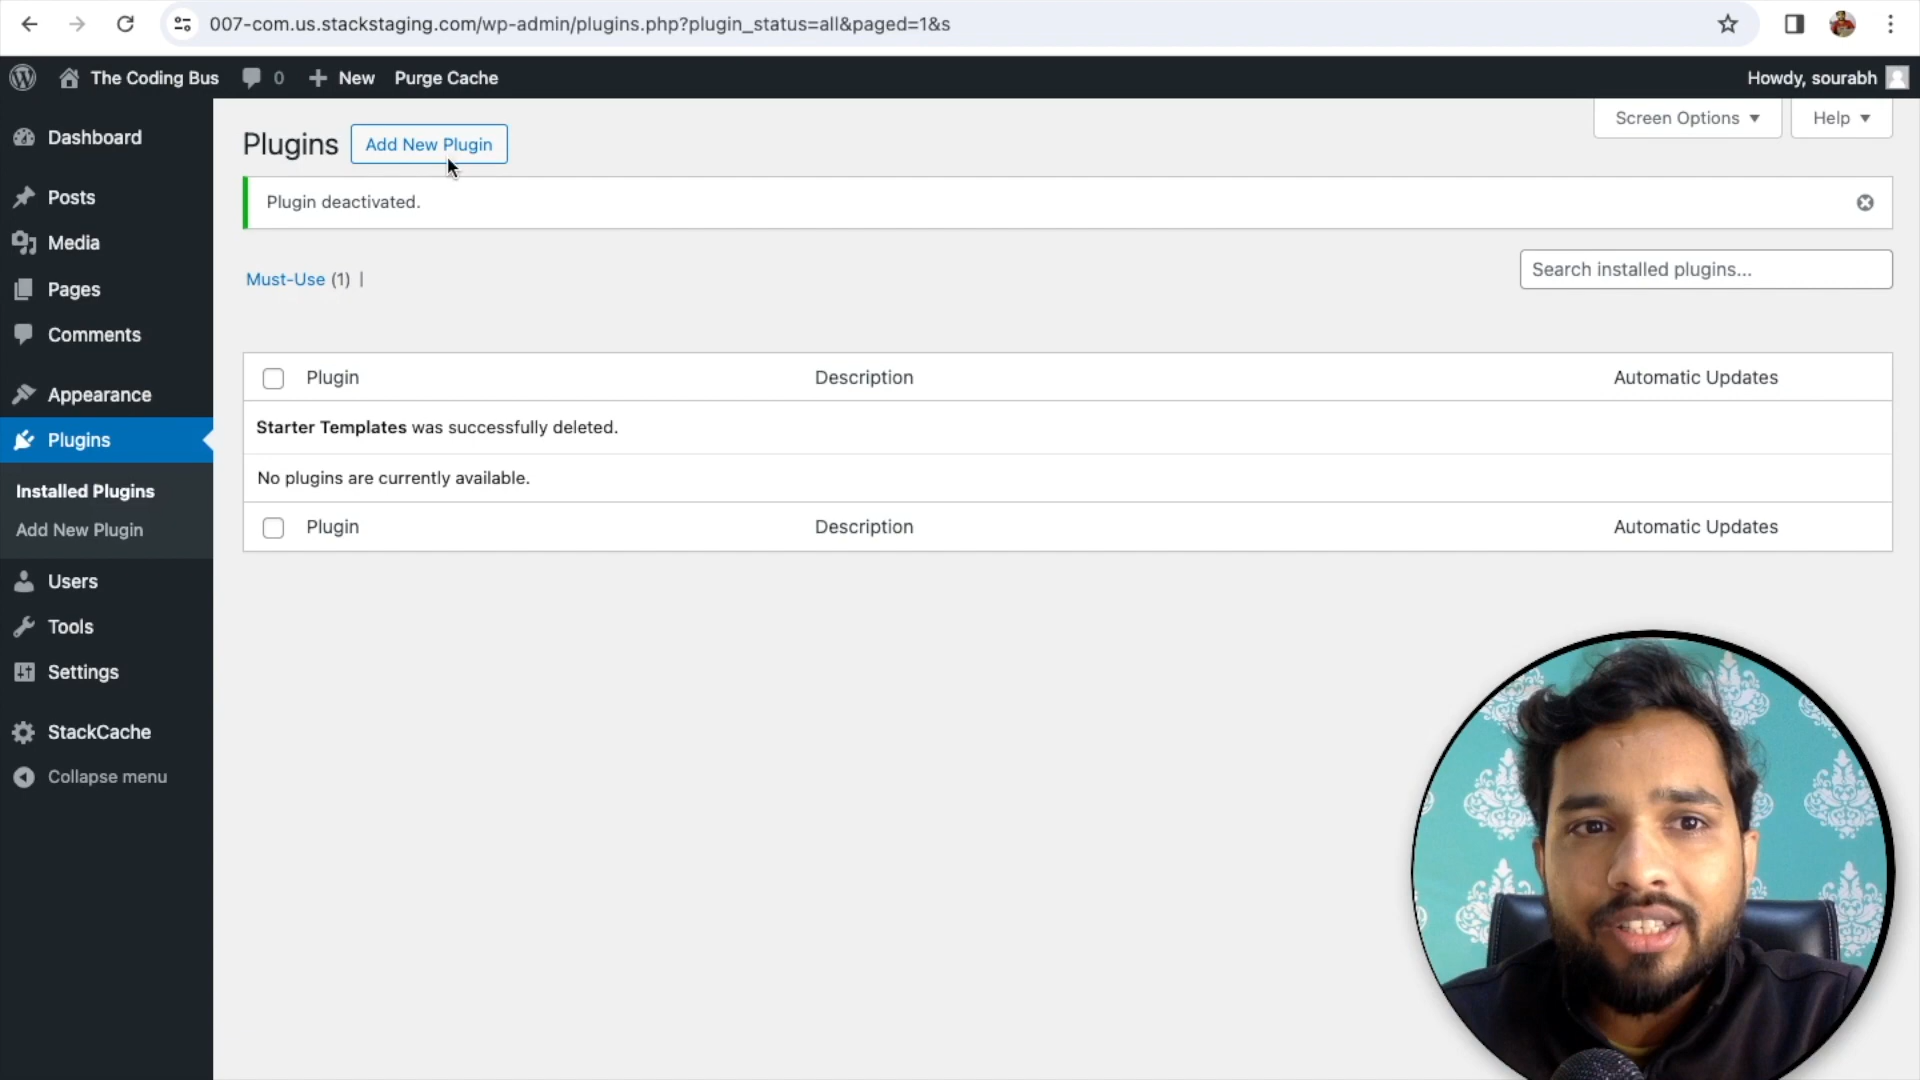 007-com.us.stackstaging.com/wp-admin/plugins.php?plugin_status=all&paged=1&s
The Coding Bus 0 New Purge Cache Howdy, sourabh
Screen Options Help
Dashboard
Posts
Media
Pages
Comments
Appearance
Plugins
Installed Plugins
Add New Plugin
Users
Tools
Settings
StackCache
Collapse menu
Plugins Add New Plugin
Plugin deactivated.
Must-Use (1) |
Search installed plugins...
Plugin Description Automatic Updates
Starter Templates was successfully deleted.
No plugins are currently available.
Plugin Description Automatic Updates